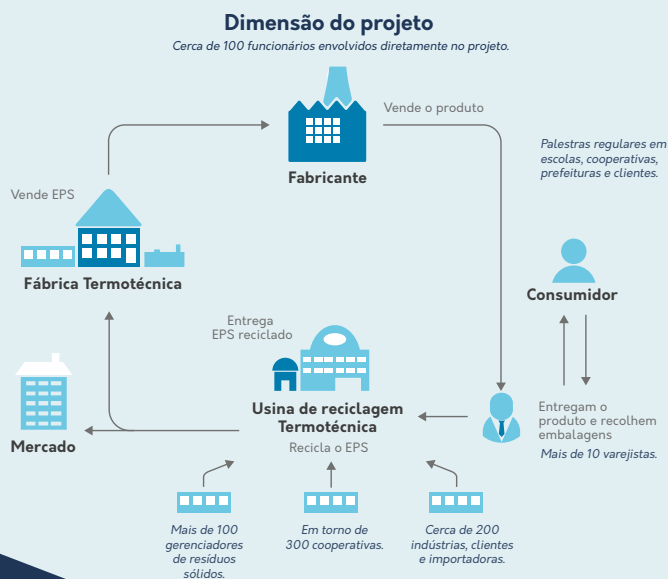 Dimensão do projeto
Cerca de 100 funcionários envolvidos diretamente no projeto.
Vende o produto
Fabricante
Palestras regulares em
escolas, cooperativas,
prefeituras e clientes.
Vende EPS
Fábrica Termotécnica
Consumidor
Entrega
EPS reciclado
Usina de reciclagem
Termotécnica
Recicla o EPS
Entregam o
produto e recolhem
embalagens
Mais de 10 varejistas.
Mercado
Mais de 100
gerenciadores
de resíduos
sólidos.
Em torno de
300 cooperativas.
Cerca de 200
indústrias, clientes
e importadoras.